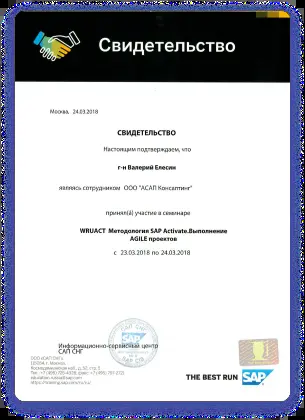 Свидетельство
Москва, 24.03.2018
СВИДЕТЕЛЬСТВО
Настоящим подтверждаем, что
г-н Валерий Елесин
являясь сотрудником ООО "АСАП Консалтинг"
принял(а) участие в семинаре
WRUACT Методология SAP Activate.Выполнение
AGILE проектов
с 23.03.2018 по 24.03.2018
Информационно-сервисный центр
САП СНГ
THE BEST RUN SAP